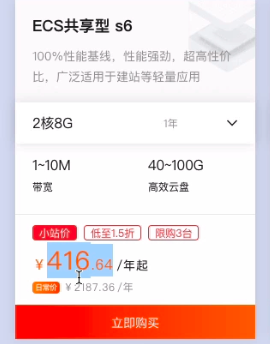 ECS共享型 s6
100%性能基线，性能强劲，超高性价
比，广泛适用于建站等轻量应用
2核8G 1年
1~10M 40~100G
带宽 高效云盘
小站价 低至1.5折 限购3台
¥416.64 /年起
日常价 ¥2187.36 /年
立即购买